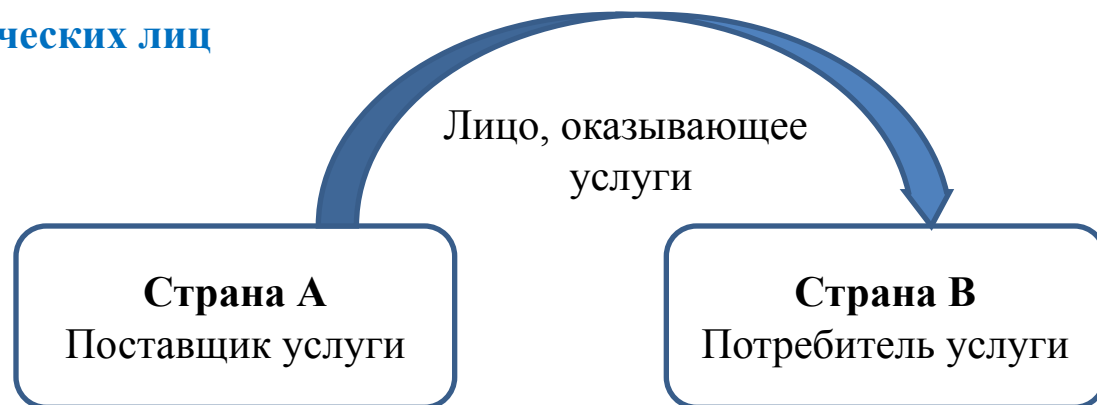 ческих лиц
Лицо, оказывающее
услуги
Страна А
Поставщик услуги
Страна В
Потребитель услуги